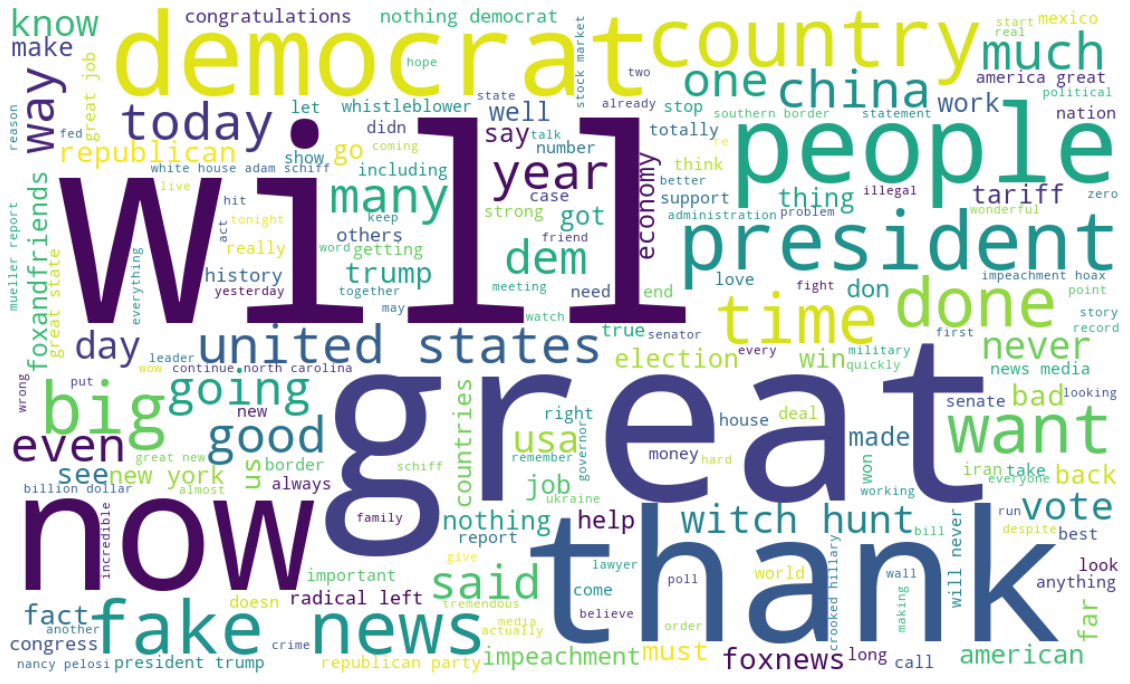 know
congratulations
nothing democrat
democrat
hope
stock market
two
country
start
real
mexico
make
way
great job
today
let
whistleblower
state
well
already
one
china
much
america great
political
reason
fed
republican
didn
say
talk
number
stop
totally
southern border
work
statement
nation
white house adam schiff
show
go
coming
including
year
economy
think
re
people
live
hit
many
strong
case
got
better
support
thing
illegal
tariff
zero
tonight
act
others
keep
friend
administration
problem
wonderful
will
mueller report
foxandfriends
great state
everything
really
word
getting
dem
president
history
trump
yesterday
together
meeting
need
end
love
fight
don
impeachment hoax
point
may
watch
time
done
story
record
day
united states
true
senator
first
never
leader
wow
continue north carolina
election
every
win
military
quickly
news media
wrong
put
going
great
countries
senate
bad
looking
big
new
good
right
house
deal
want
even
usa
remember
governor
made
see
new york
great new
us
border
always
schiff
money
hard
won
iran
take
everyone
back
billion dollar
almost
job
ukraine
working
now
incredible
family
nothing
help
witch hunt
bill
vote
run
despite
best
report
thank
give
crooked hillary
will never
important
lawyer
world
wall
look
anything
fact
doesn
radical left
said
come
poll
making
far
another
fake news
tremendous
believe
congress
crime
media
actually
order
nancy pelosi
president trump
republican party
impeachment
must
foxnews
long
call
american